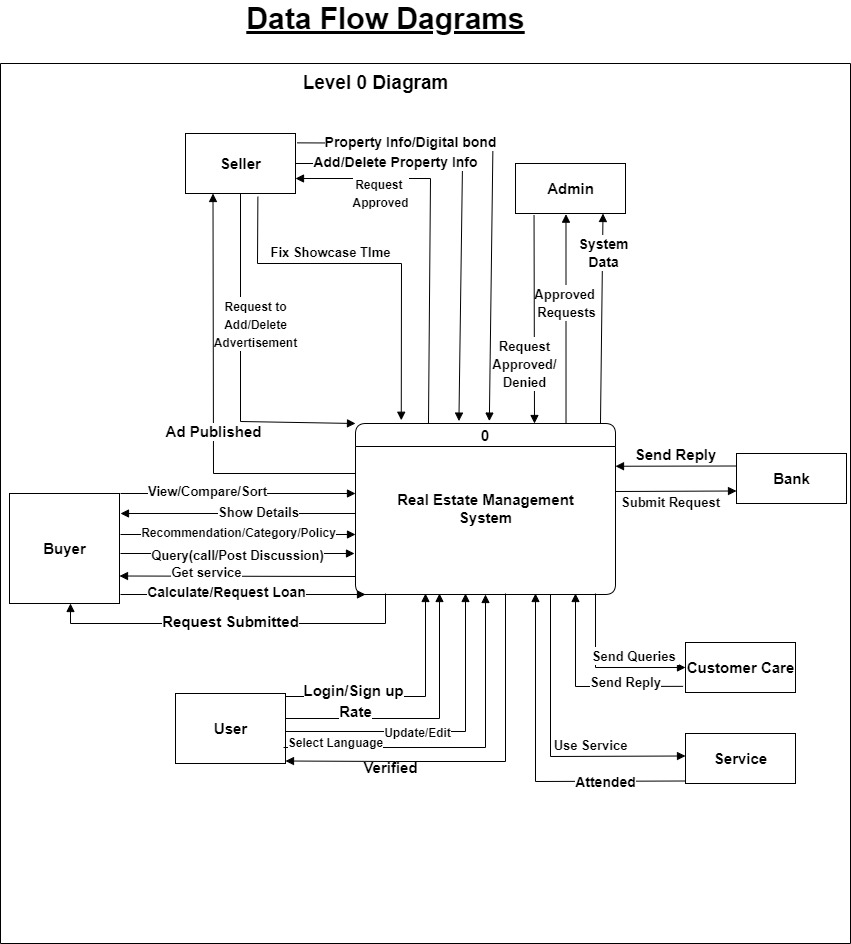 Data Flow Dagrams
Level 0 Diagram
Seller
Property Info/Digital bond
Add/Delete Property Info
Request
Approved
Admin
Fix Showcase TIme
System
Data
Approved
Requests
Request to
Add/Delete
Advertisement
Request
Approved/
Denied
Ad Published
0
Real Estate Management
System
Send Reply
Bank
Submit Request
Buyer
View/Compare/Sort
Show Details
Recommendation/Category/Policy
Query(call/Post Discussion)
Get service
Calculate/Request Loan
Request Submitted
Send Queries
Customer Care
Send Reply
User
Login/Sign up
Rate
Update/Edit
Select Language
Verified
Use Service
Service
Attended